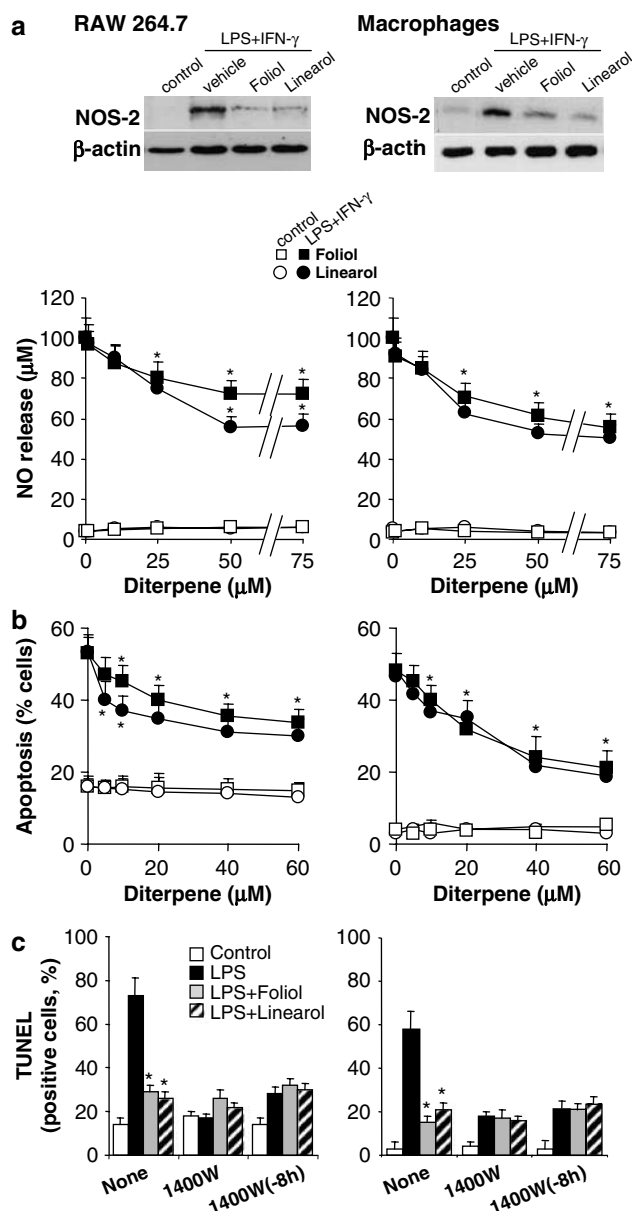 a
RAW 264.7
Macrophages
LPS+IFN-γ
LPS+IFN-γ
control
vehicle
Foliol
Linearol
control
vehicle
Foliol
Linearol
NOS-2
NOS-2
β-actin
β-actin
control
LPS+IFN-γ
Foliol
Linearol
NO release (μM)
120
100
80
60
40
20
0
0
25
50
75
Diterpene (μM)
120
100
80
60
40
20
0
0
25
50
75
Diterpene (μM)
* * * * *
* * *
b
Apoptosis (% cells)
60
40
20
0
0
20
40
60
Diterpene (μM)
60
40
20
0
0
20
40
60
Diterpene (μM)
* * * * * *
* * * *
c
TUNEL
(positive cells, %)
100
80
60
40
20
0
Control
LPS
LPS+Foliol
LPS+Linearol
* *
None
1400W
1400W(-8h)
100
80
60
40
20
0
* *
None
1400W
1400W(-8h)